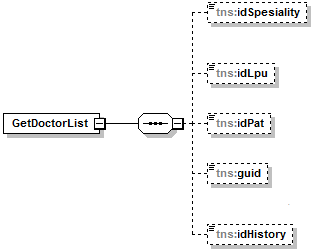 tns:idSpesiality
tns:idLpu
GetDoctorList
tns:idPat
tns:guid
tns:idHistory